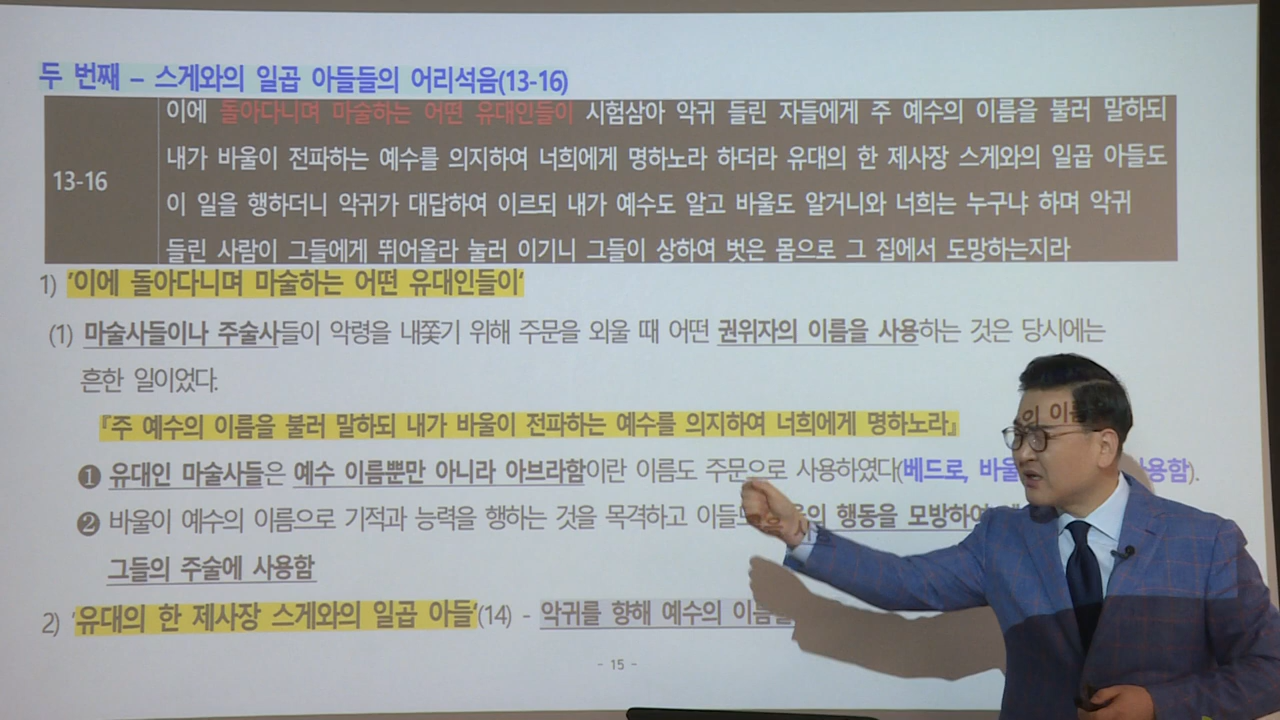 두 번째 – 스게와의 일곱 아들들의 어리석음(13-16)
13-16
이에 돌아다니며 마술하는 어떤 유대인들이 시험삼아 악귀 들린 자들에게 주 예수의 이름을 불러 말하되
내가 바울이 전파하는 예수를 의지하여 너희에게 명하노라 하더라 유대의 한 제사장 스게와의 일곱 아들도
이 일을 행하더니 악귀가 대답하여 이르되 내가 예수도 알고 바울도 알거니와 너희는 누구냐 하며 악귀
들린 사람이 그들에게 뛰어올라 눌러 이기니 그들이 상하여 벗은 몸으로 그 집에서 도망하는지라
1) '이에 돌아다니며 마술하는 어떤 유대인들이'
(1) 마술사들이나 주술사들이 악령을 내쫓기 위해 주문을 외울 때 어떤 권위자의 이름을 사용하는 것은 당시에는
흔한 일이었다.
『주 예수의 이름을 불러 말하되 내가 바울이 전파하는 예수를 의지하여 너희에게 명하노라』
❶ 유대인 마술사들은 예수 이름뿐만 아니라 아브라함이란 이름도 주문으로 사용하였다(베드로, 바울의 이름 사용함).
❷ 바울이 예수의 이름으로 기적과 능력을 행하는 것을 목격하고 이들도 행동을 모방하여
그들의 주술에 사용함
2) '유대의 한 제사장 스게와의 일곱 아들'(14) - 악귀를 향해 예수의 이름을
- 15 -